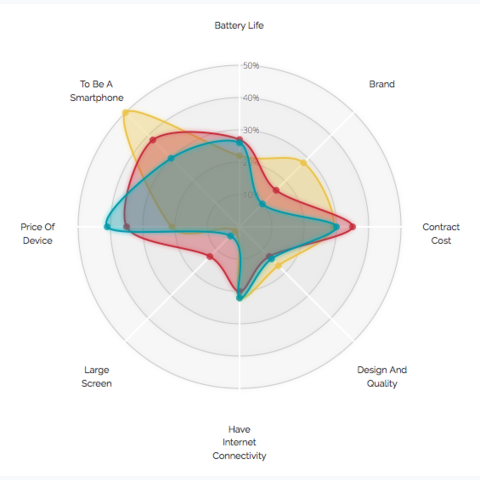 Battery Life
50%
To Be A
Smartphone
Brand
40%
30%
Price Of
Device
Contract
Cost
Large
Screen
Design And
Quality
Have
Internet
Connectivity